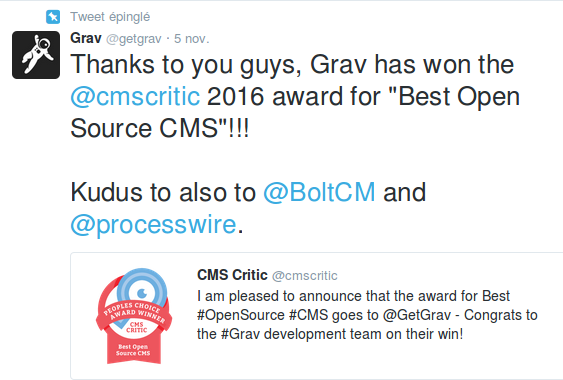 Tweet épinglé
Grav @getgrav · 5 nov.
Thanks to you guys, Grav has won the
@cmscritic 2016 award for "Best Open
Source CMS"!!!
Kudus to also to @BoltCM and
@processwire.
CMS Critic @cmscritic
I am pleased to announce that the award for Best
#OpenSource #CMS goes to @GetGrav - Congrats to
the #Grav development team on their win!
PEOPLES CHOICE
AWARD WINNER
CMS
CRITIC
Best Open
Source CMS